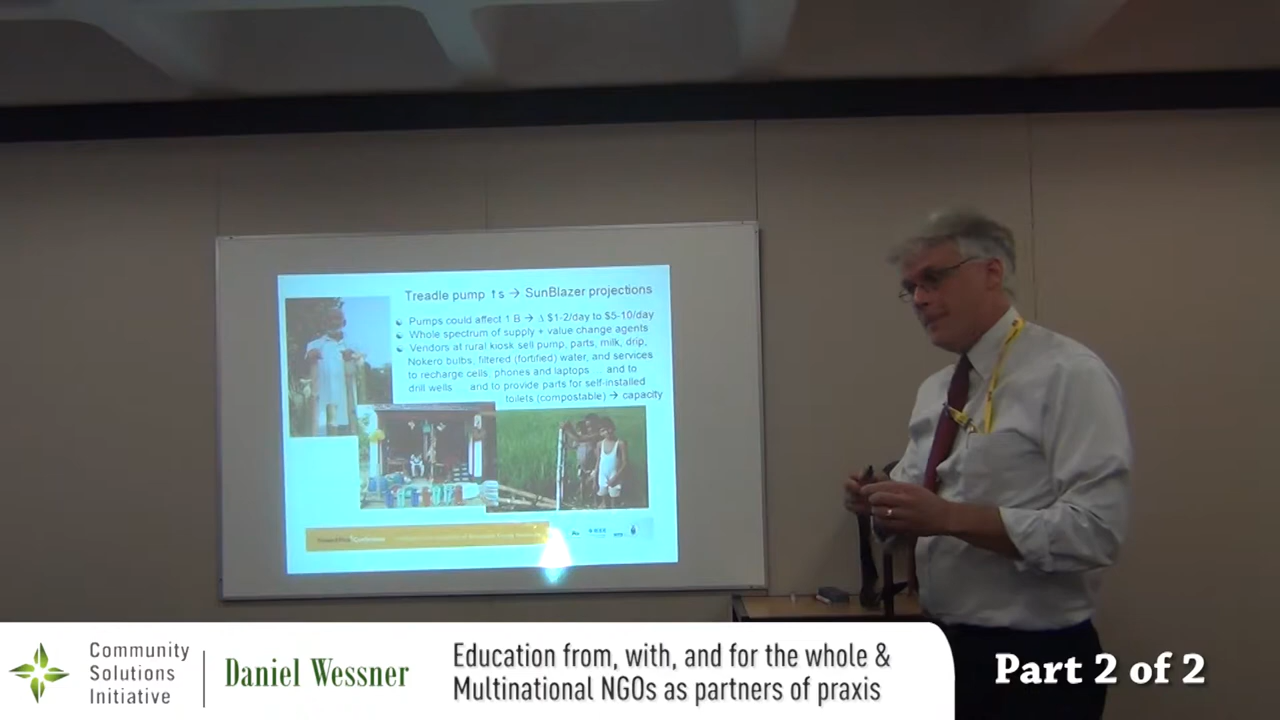 Treadle pump ↑s → SunBlazer projections
Pumps could affect 1 B → Δ $1-2/day to $5-10/day
Whole spectrum of supply + value change agents
Vendors at rural kiosk sell pump, parts, milk, drip,
Nokero bulbs, filtered (fortified) water, and services
to recharge cells, phones and laptops and to
drill wells and to provide parts for self-installed
toilets (compostable) → capacity
Community
Solutions
Initiative
Daniel Wessner
Education from, with, and for the whole &
Multinational NGOs as partners of praxis
Part 2 of 2